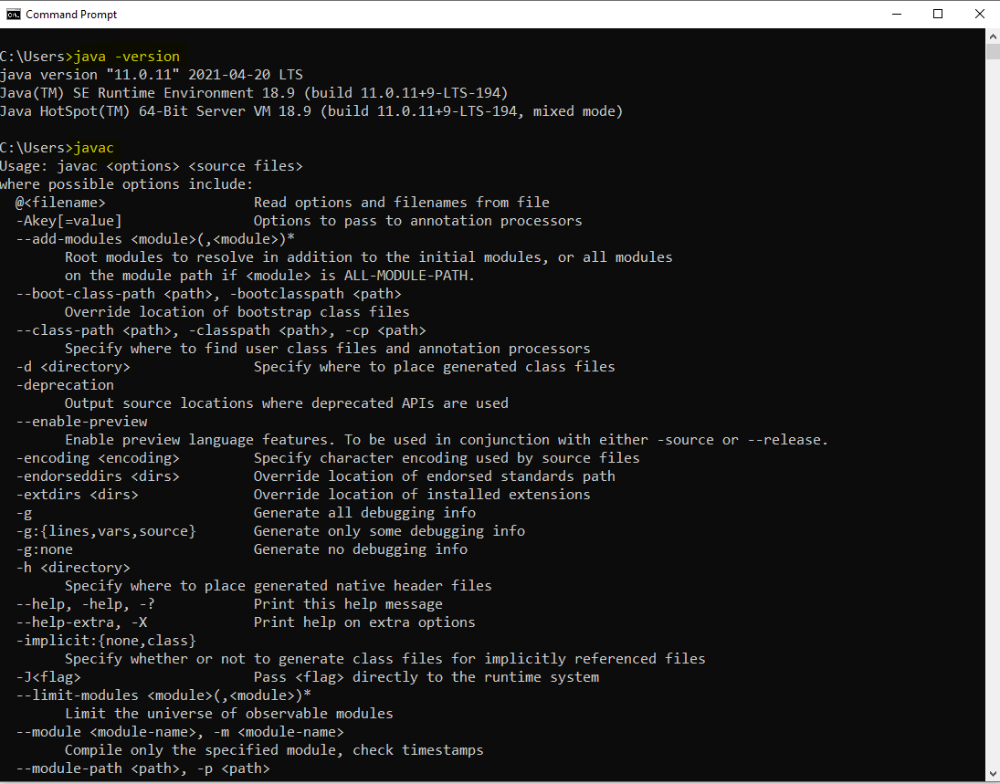 Command Prompt
C:\Users>java -version
java version "11.0.11" 2021-04-20 LTS
Java(TM) SE Runtime Environment 18.9 (build 11.0.11+9-LTS-194)
Java HotSpot(TM) 64-Bit Server VM 18.9 (build 11.0.11+9-LTS-194, mixed mode)
C:\Users>javac
Usage: javac <options> <source files>
where possible options include:
@<filename> Read options and filenames from file
-Akey[=value] Options to pass to annotation processors
--add-modules <module>(,<module>)*
Root modules to resolve in addition to the initial modules, or all modules
on the module path if <module> is ALL-MODULE-PATH.
--boot-class-path <path>, -bootclasspath <path>
Override location of bootstrap class files
--class-path <path>, -classpath <path>, -cp <path>
Specify where to find user class files and annotation processors
-d <directory> Specify where to place generated class files
-deprecation
Output source locations where deprecated APIs are used
--enable-preview
Enable preview language features. To be used in conjunction with either -source or --release.
-encoding <encoding> Specify character encoding used by source files
-endorseddirs <dirs> Override location of endorsed standards path
-extdirs <dirs> Override location of installed extensions
-g Generate all debugging info
-g:{lines,vars,source} Generate only some debugging info
-g:none Generate no debugging info
-h <directory>
Specify where to place generated native header files
--help, -help, -? Print this help message
--help-extra, -X Print help on extra options
-implicit:{none,class}
Specify whether or not to generate class files for implicitly referenced files
-J<flag> Pass <flag> directly to the runtime system
--limit-modules <module>(,<module>)*
Limit the universe of observable modules
--module <module-name>, -m <module-name>
Compile only the specified module, check timestamps
--module-path <path>, -p <path>